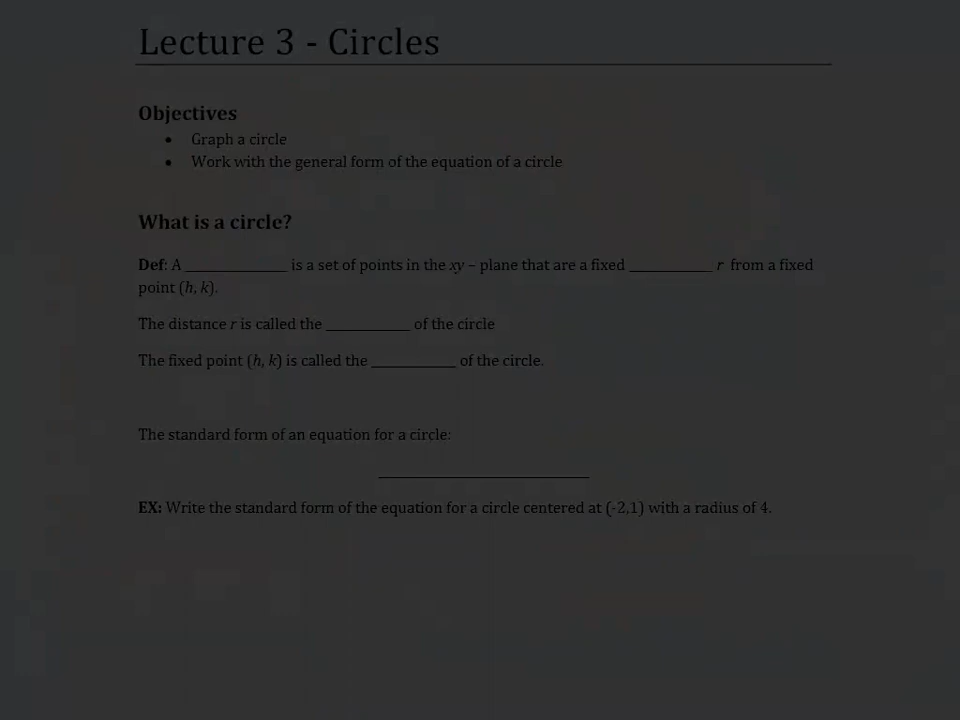 Lecture 3 - Circles
Objectives
• Graph a circle
• Work with the general form of the equation of a circle
What is a circle?
Def: A ____________ is a set of points in the xy – plane that are a fixed __________ r from a fixed
point (h, k).
The distance r is called the __________ of the circle
The fixed point (h, k) is called the __________ of the circle.
The standard form of an equation for a circle:
_________________________
EX: Write the standard form of the equation for a circle centered at (-2,1) with a radius of 4.